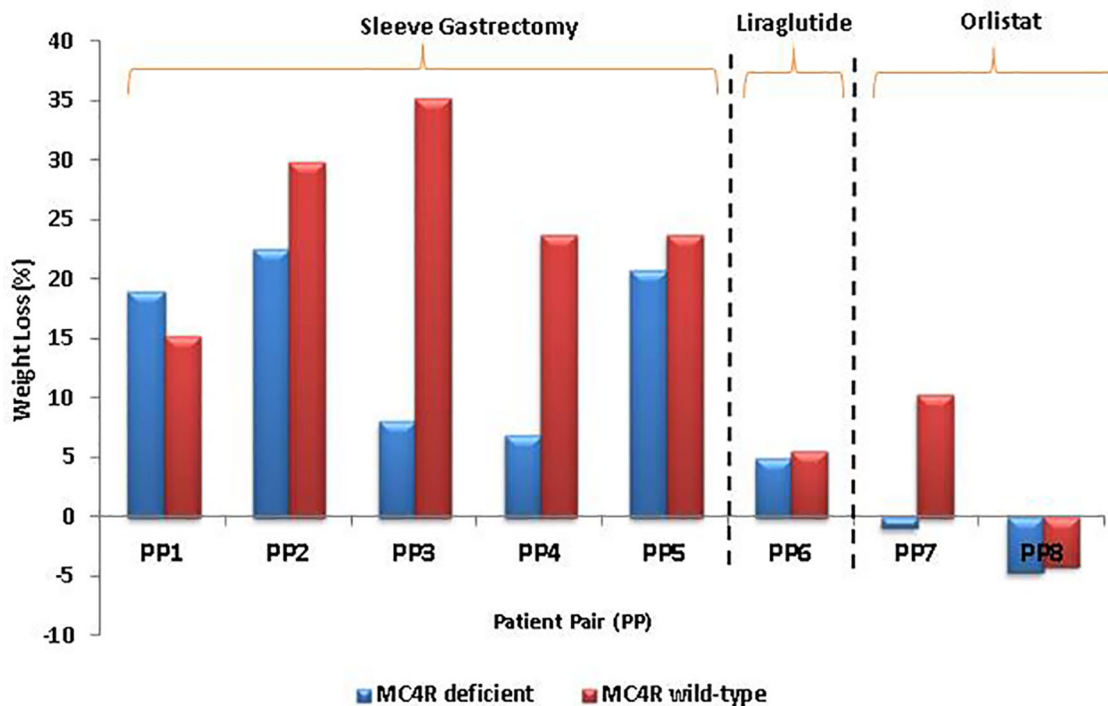 Sleeve Gastrectomy
Liraglutide
Orlistat
40
35
30
25
20
15
10
5
0
-5
-10
Weight Loss (%)
PP1
PP2
PP3
PP4
PP5
PP6
PP7
PP8
Patient Pair (PP)
MC4R deficient
MC4R wild-type